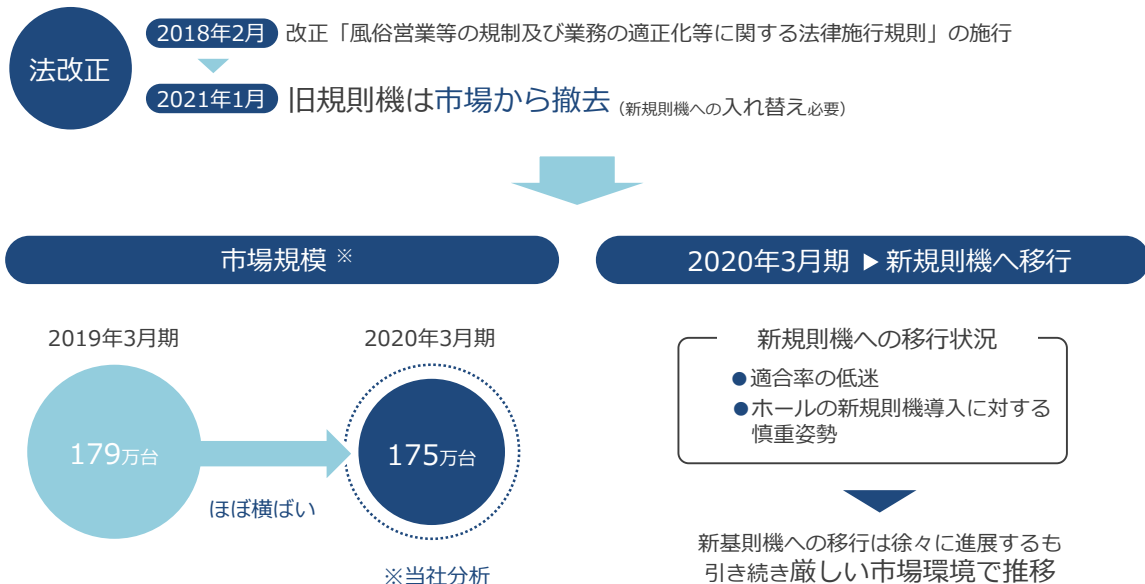 法改正
2018年2月 改正「風俗営業等の規制及び業務の適正化等に関する法律施行規則」の施行
2021年1月 旧規則機は市場から撤去(新規則機への入れ替え必要)
市場規模※
2019年3月期
2020年3月期
179万台
175万台
ほぼ横ばい
※当社分析
2020年3月期▶新規則機へ移行
新規則機への移行状況
●適合率の低迷
●ホールの新規則機導入に対する
慎重姿勢
新基則機への移行は徐々に進展するも
引き続き厳しい市場環境で推移